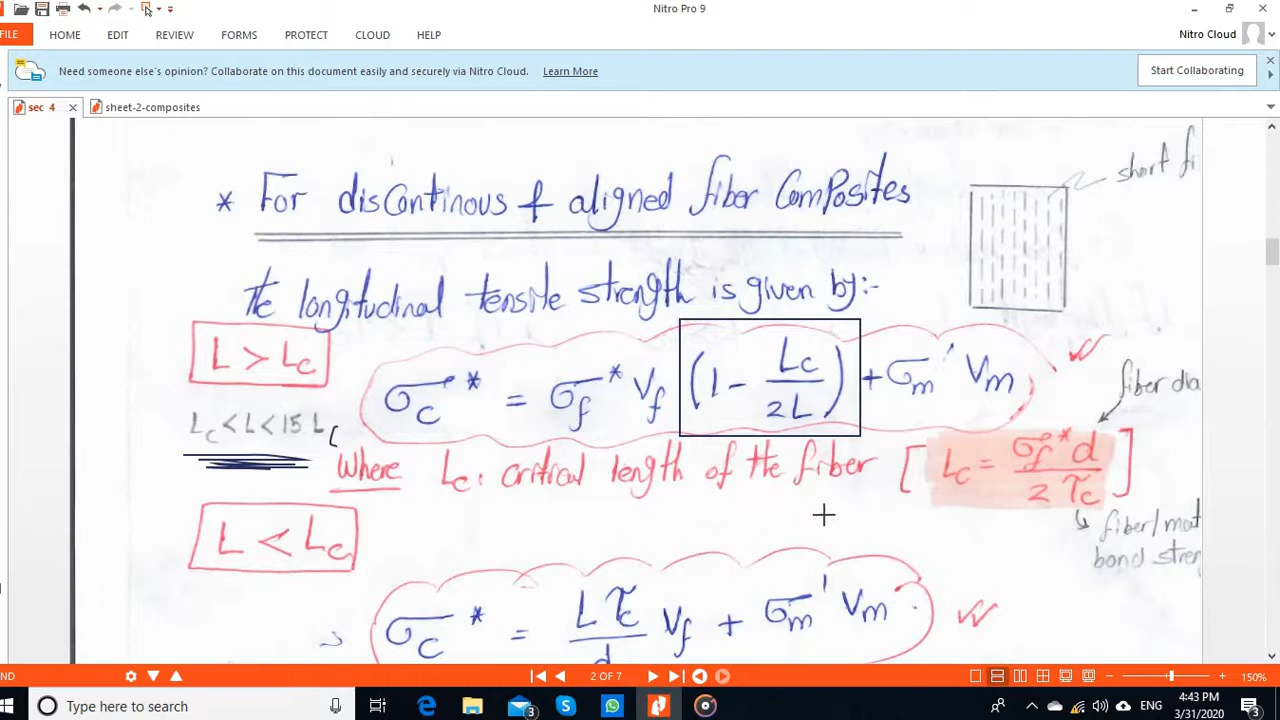 Nitro Pro 9
FILE HOME EDIT REVIEW FORMS PROTECT CLOUD HELP Nitro Cloud
Need someone else's opinion? Collaborate on this document easily and securely via Nitro Cloud. Learn More Start Collaborating
sec 4 sheet-2-composites
* For discontinous & aligned fiber Composites
short fi
the longitudinal tensile strength is given by:-
L > Lc
σc* = σf* Vf (1 - Lc/2L) + σm' Vm
fiber dia
Lc < L < 15 Lc
Where Lc: critical length of the fiber [Lc = σf* d / 2 τc]
fiber/mat
bond stren
L < Lc
σc* = L τc / d Vf + σm' Vm
ND 2 OF 7 150%
Type here to search 3 ENG 4:43 PM 3/31/2020 3